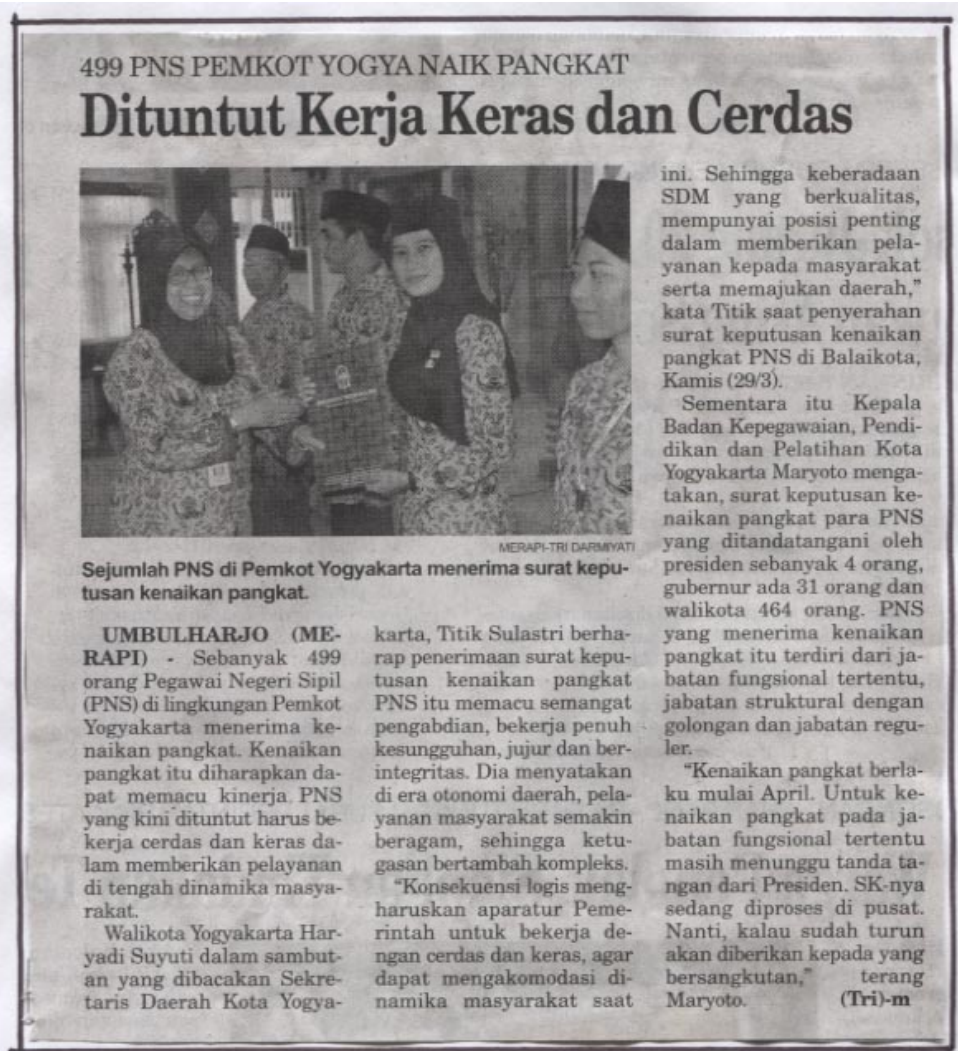 499 PNS PEMKOT YOGYA NAIK PANGKAT
Dituntut Kerja Keras dan Cerdas
MERAPI-TRI DARMIYATI
Sejumlah PNS di Pemkot Yogyakarta menerima surat kepu-
tusan kenaikan pangkat.
UMBULHARJO (ME-
RAPI) - Sebanyak 499
orang Pegawai Negeri Sipil
(PNS) di lingkungan Pemkot
Yogyakarta menerima ke-
naikan pangkat. Kenaikan
pangkat itu diharapkan da-
pat memacu kinerja PNS
yang kini dituntut harus be-
kerja cerdas dan keras da-
lam memberikan pelayanan
di tengah dinamika masya-
rakat.
Walikota Yogyakarta Har-
yadi Suyuti dalam sambut-
an yang dibacakan Sekre-
taris Daerah Kota Yogya-
karta, Titik Sulastri berha-
rap penerimaan surat kepu-
tusan kenaikan pangkat
PNS itu memacu semangat
pengabdian, bekerja penuh
kesungguhan, jujur dan ber-
integritas. Dia menyatakan
di era otonomi daerah, pela-
yanan masyarakat semakin
beragam, sehingga ketu-
gasan bertambah kompleks.
"Konsekuensi logis meng-
haruskan aparatur Peme-
rintah untuk bekerja de-
ngan cerdas dan keras, agar
dapat mengakomodasi di-
namika masyarakat saat
ini. Sehingga keberadaan
SDM yang berkualitas,
mempunyai posisi penting
dalam memberikan pela-
yanan kepada masyarakat
serta memajukan daerah,"
kata Titik saat penyerahan
surat keputusan kenaikan
pangkat PNS di Balaikota,
Kamis (29/3).
Sementara itu Kepala
Badan Kepegawaian, Pendi-
dikan dan Pelatihan Kota
Yogyakarta Maryoto menga-
takan, surat keputusan ke-
naikan pangkat para PNS
yang ditandatangani oleh
presiden sebanyak 4 orang,
gubernur ada 31 orang dan
walikota 464 orang. PNS
yang menerima kenaikan
pangkat itu terdiri dari ja-
batan fungsional tertentu,
jabatan struktural dengan
golongan dan jabatan regu-
ler.
"Kenaikan pangkat berla-
ku mulai April. Untuk ke-
naikan pangkat pada ja-
batan fungsional tertentu
masih menunggu tanda ta-
ngan dari Presiden. SK-nya
sedang diproses di pusat.
Nanti, kalau sudah turun
akan diberikan kepada yang
bersangkutan," terang
Maryoto. (Tri)-m